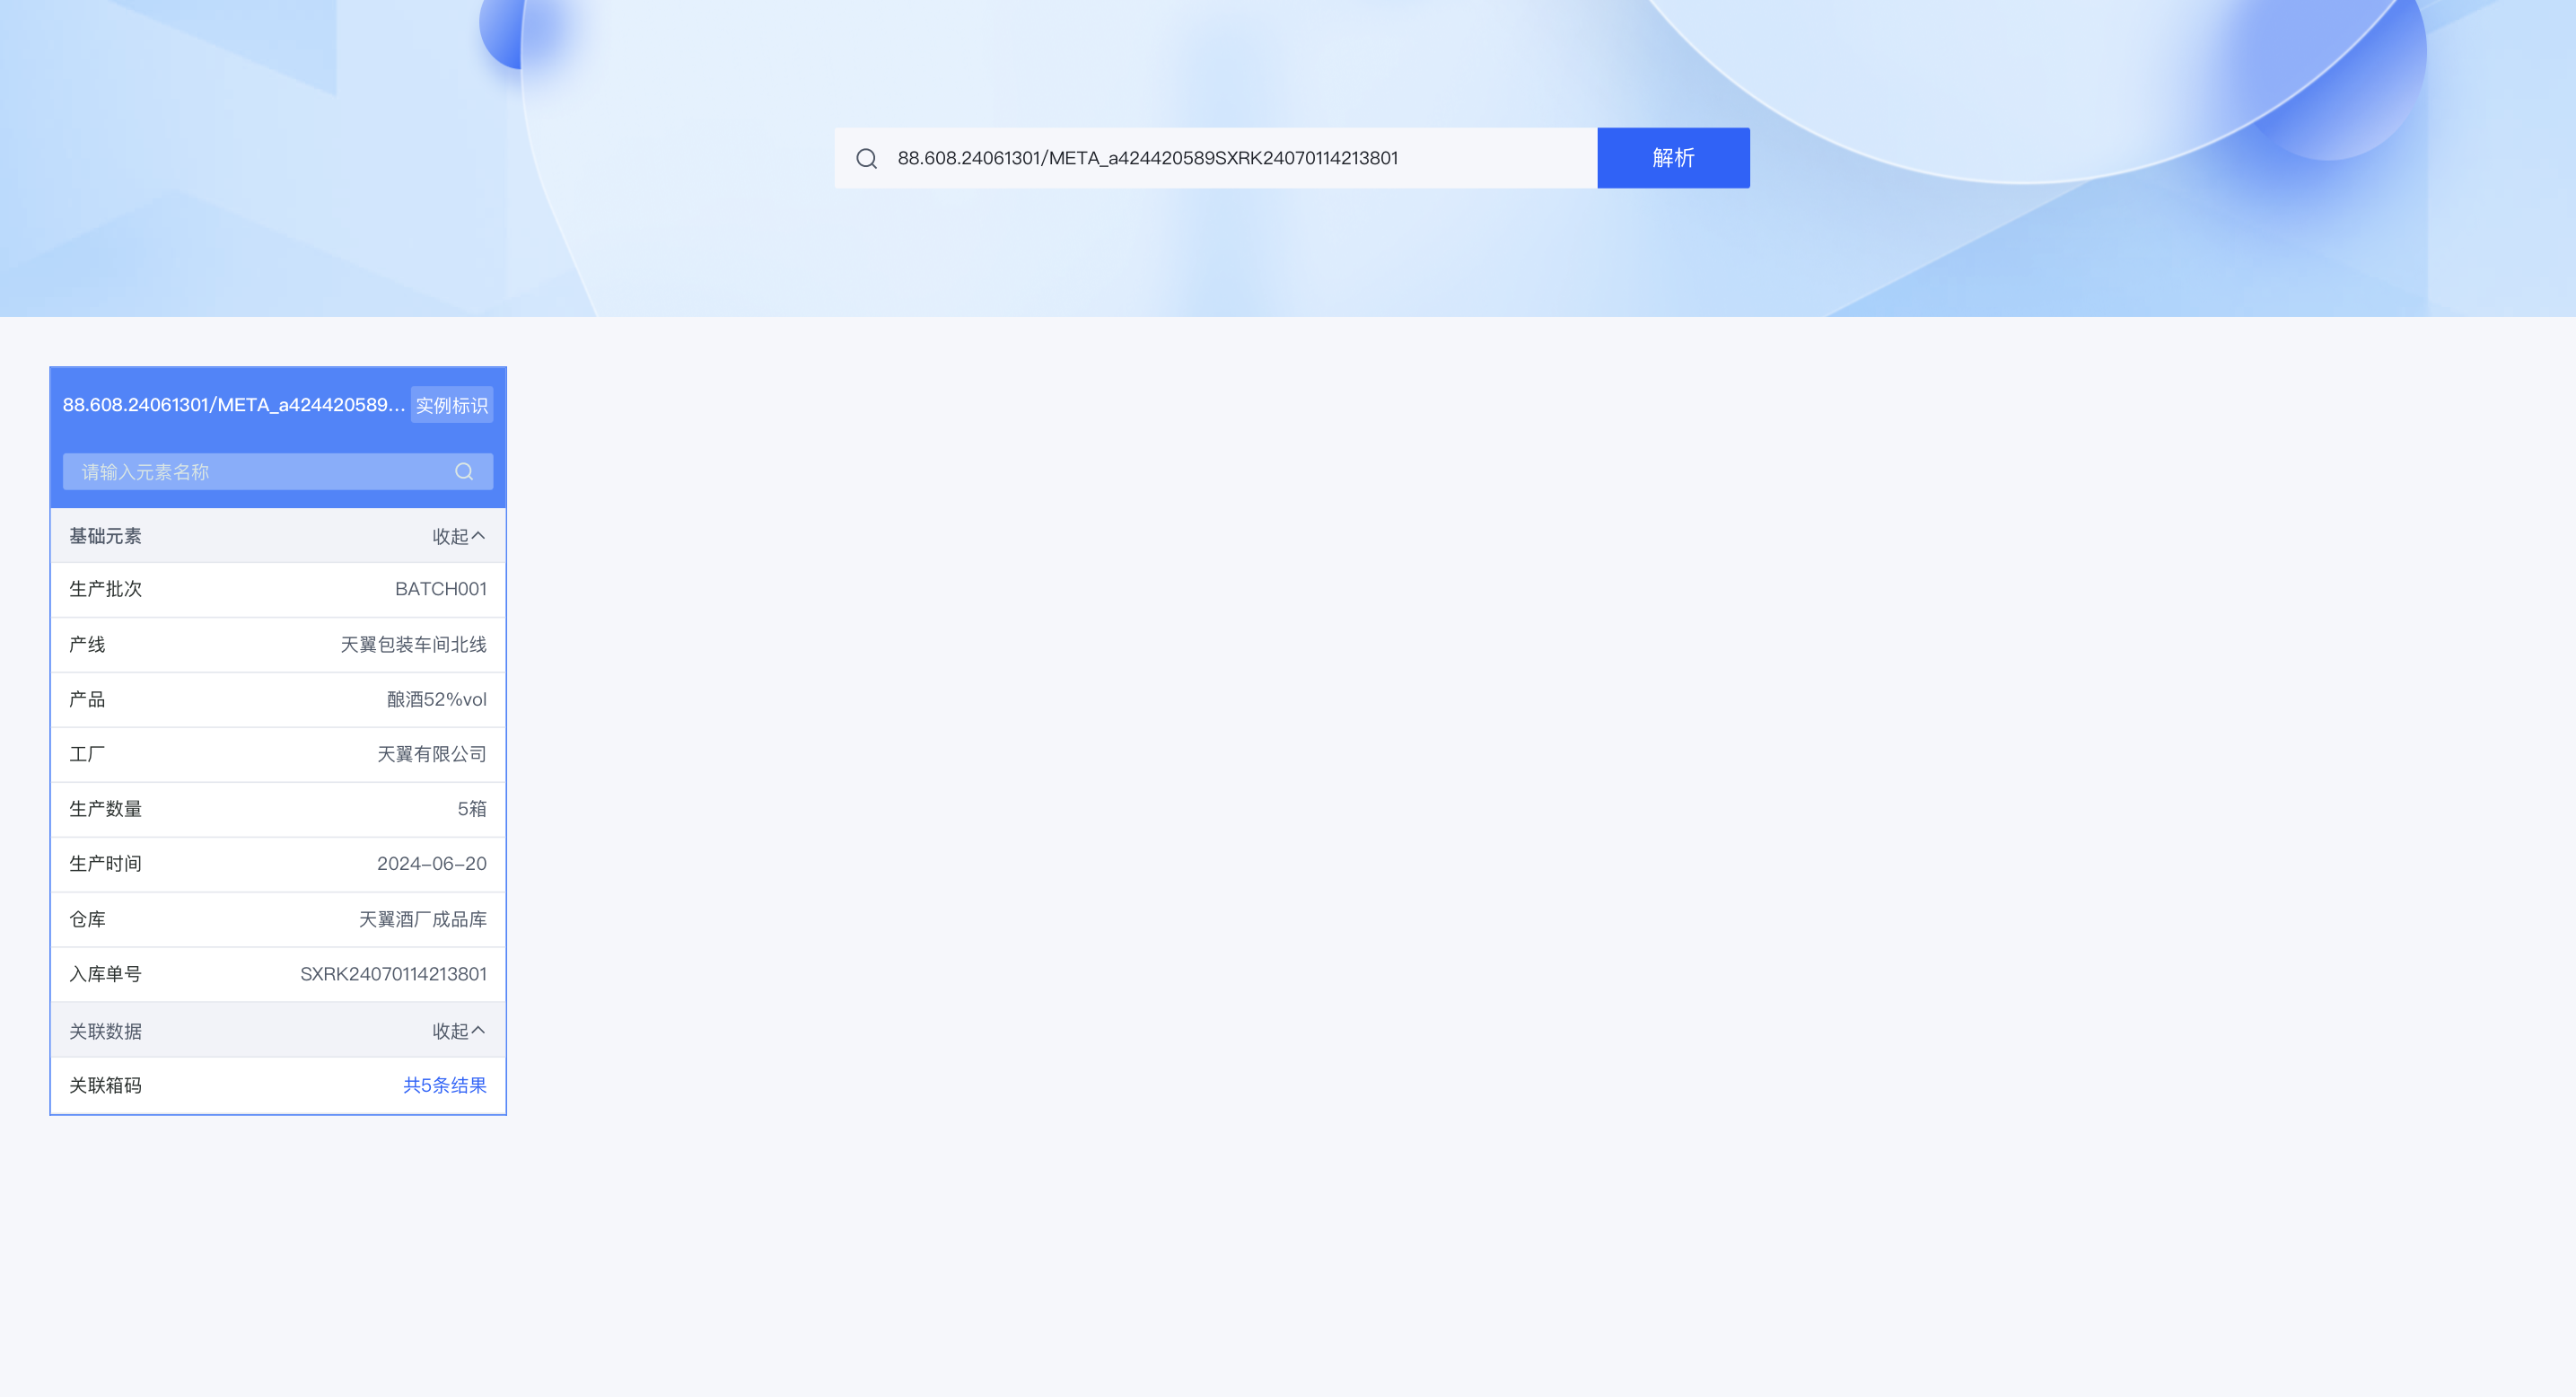 88.608.24061301/META_a424420589SXRK24070114213801 解析
88.608.24061301/META_a424420589... 实例标识
请输入元素名称
基础元素 收起
生产批次 BATCH001
产线 天翼包装车间北线
产品 酿酒52%vol
工厂 天翼有限公司
生产数量 5箱
生产时间 2024-06-20
仓库 天翼酒厂成品库
入库单号 SXRK24070114213801
关联数据 收起
关联箱码 共5条结果